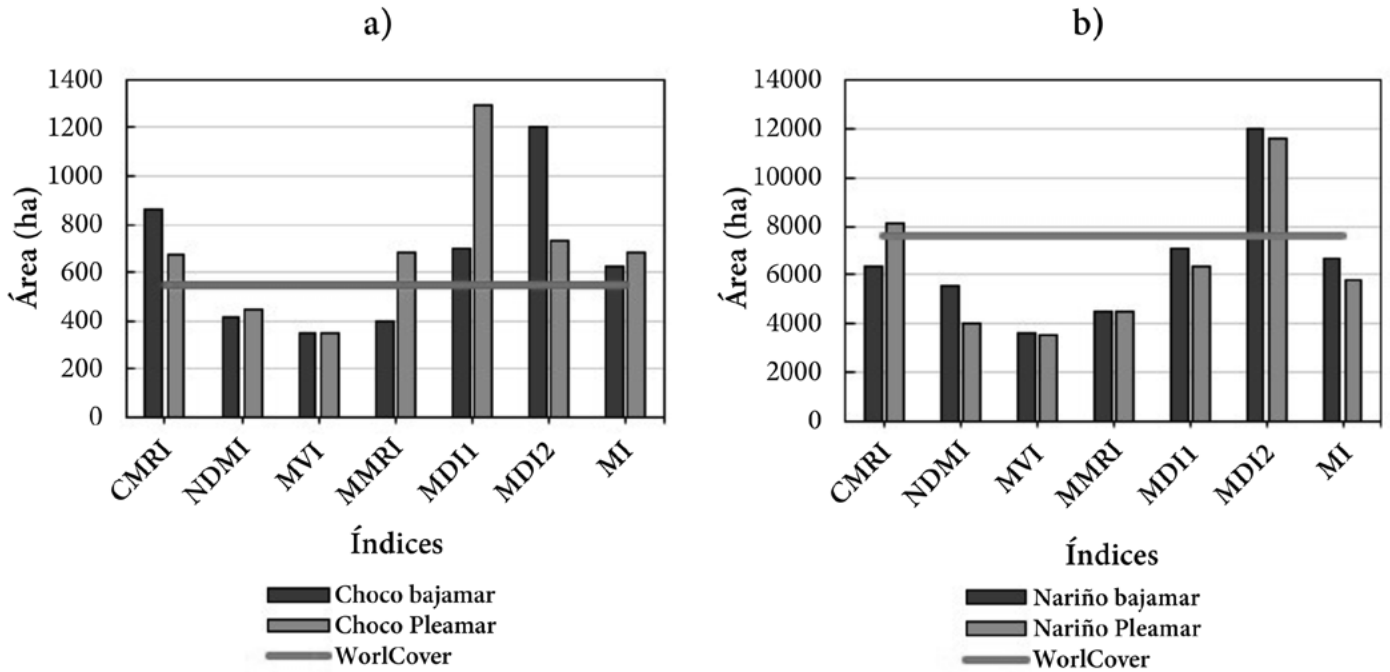 a)
Área (ha)
1400
1200
1000
800
600
400
200
0
CMRI
NDMI
MVI
MMRI
MDI1
MDI2
MI
Índices
Choco bajamar
Choco Pleamar
WorlCover
b)
Área (ha)
14000
12000
10000
8000
6000
4000
2000
0
CMRI
NDMI
MVI
MMRI
MDI1
MDI2
MI
Índices
Nariño bajamar
Nariño Pleamar
WorlCover